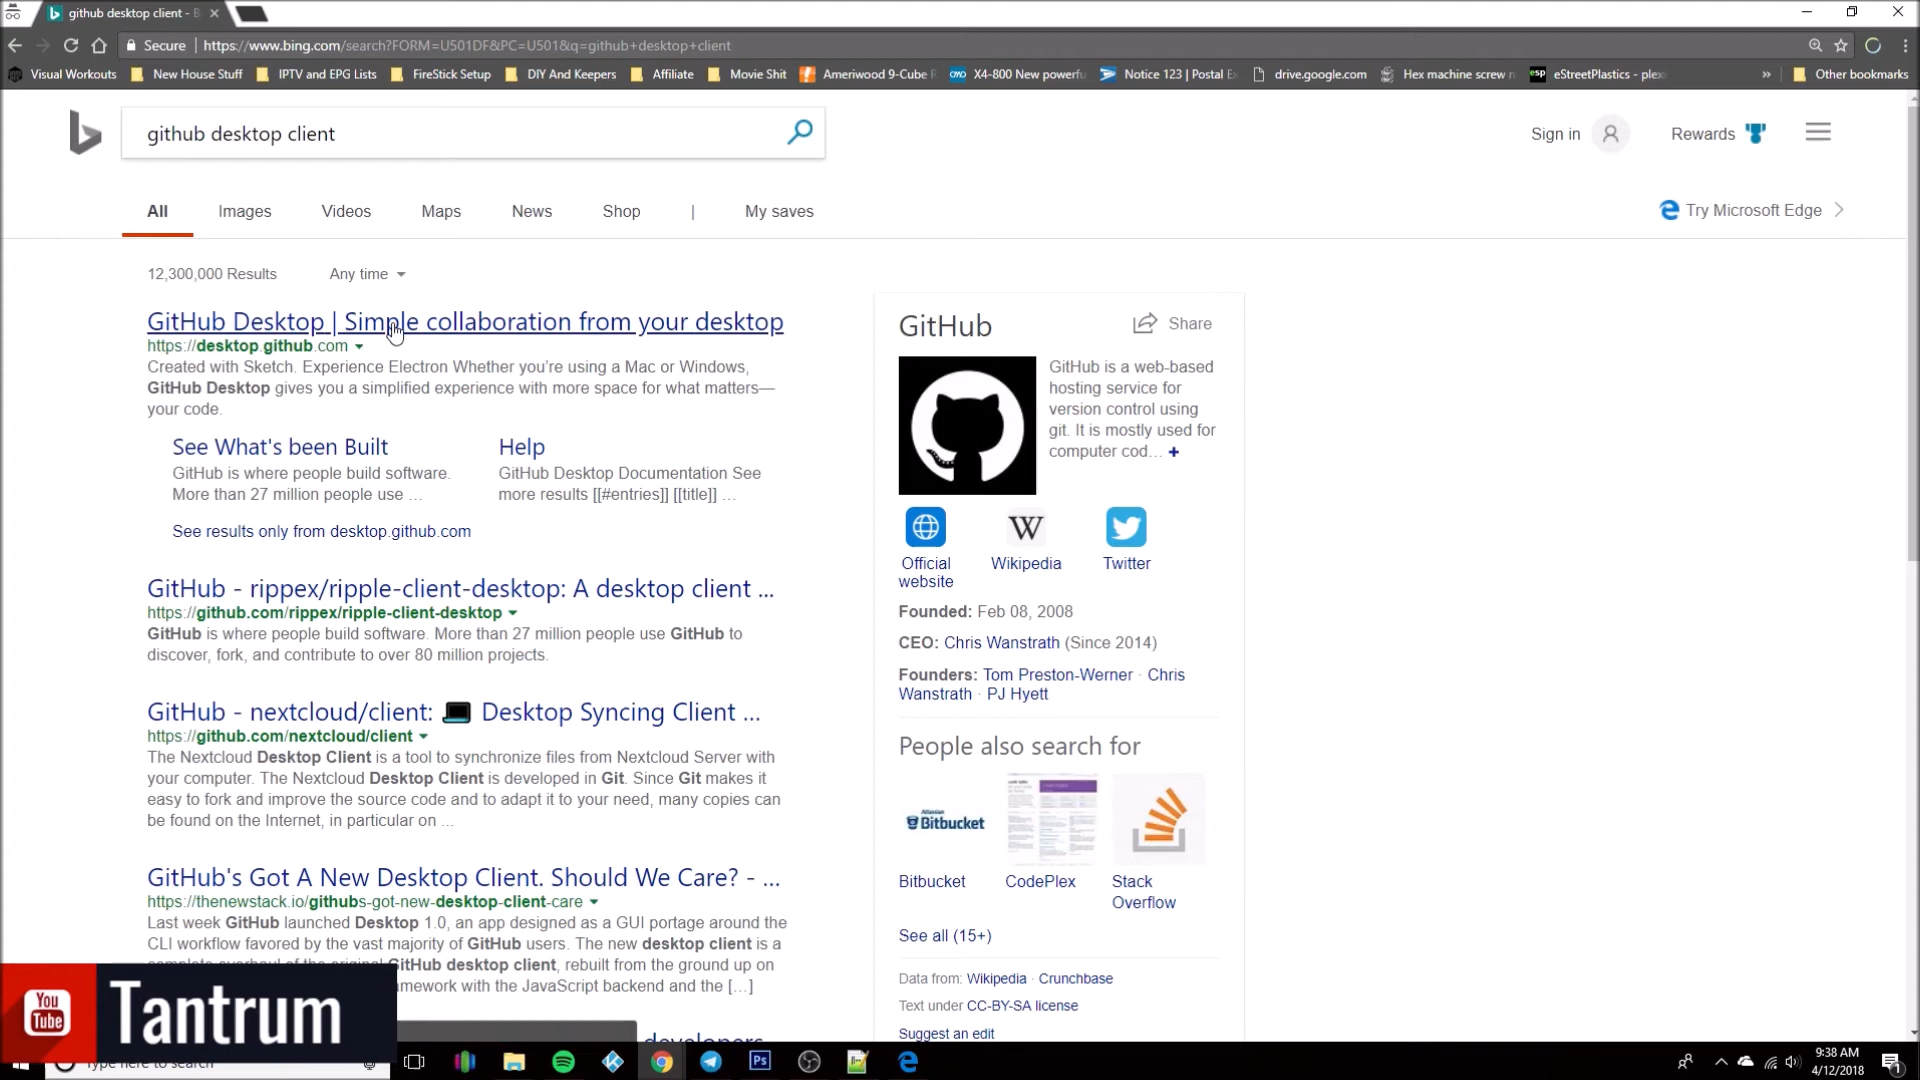 github desktop client - B
Secure https://www.bing.com/search?FORM=U501DF&PC=U501&q=github+desktop+client
Visual Workouts New House Stuff IPTV and EPG Lists FireStick Setup DIY And Keepers Affiliate Movie Shit Ameriwood 9-Cube X4-800 New powerfu Notice 123 | Postal Ex drive.google.com Hex machine screw n esp eStreetPlastics - plex » Other bookmarks
github desktop client
Sign in Rewards
All Images Videos Maps News Shop | My saves
Try Microsoft Edge
12,300,000 Results Any time
GitHub Desktop | Simple collaboration from your desktop
https://desktop.github.com
Created with Sketch. Experience Electron Whether you're using a Mac or Windows,
GitHub Desktop gives you a simplified experience with more space for what matters—
your code.
See What's been Built
GitHub is where people build software.
More than 27 million people use ...
Help
GitHub Desktop Documentation See
more results [[#entries]] [[title]] ...
See results only from desktop.github.com
GitHub - rippex/ripple-client-desktop: A desktop client ...
https://github.com/rippex/ripple-client-desktop
GitHub is where people build software. More than 27 million people use GitHub to
discover, fork, and contribute to over 80 million projects.
GitHub - nextcloud/client: 💻 Desktop Syncing Client ...
https://github.com/nextcloud/client
The Nextcloud Desktop Client is a tool to synchronize files from Nextcloud Server with
your computer. The Nextcloud Desktop Client is developed in Git. Since Git makes it
easy to fork and improve the source code and to adapt it to your need, many copies can
be found on the Internet, in particular on ...
GitHub's Got A New Desktop Client. Should We Care? - ...
https://thenewstack.io/githubs-got-new-desktop-client-care
Last week GitHub launched Desktop 1.0, an app designed as a GUI portage around the
CLI workflow favored by the vast majority of GitHub users. The new desktop client is a
complete overhaul of the original GitHub desktop client, rebuilt from the ground up on
amework with the JavaScript backend and the [...]
developers
GitHub
Share
GitHub is a web-based
hosting service for
version control using
git. It is mostly used for
computer cod... +
Official
website
W
Wikipedia
Twitter
Founded: Feb 08, 2008
CEO: Chris Wanstrath (Since 2014)
Founders: Tom Preston-Werner · Chris
Wanstrath · PJ Hyett
People also search for
Atlassian
Bitbucket
Bitbucket
CodePlex
Stack
Overflow
See all (15+)
Data from: Wikipedia · Crunchbase
Text under CC-BY-SA license
Suggest an edit
You
Tube
Tantrum
Type here to search
Ps
9:38 AM
4/12/2018
1